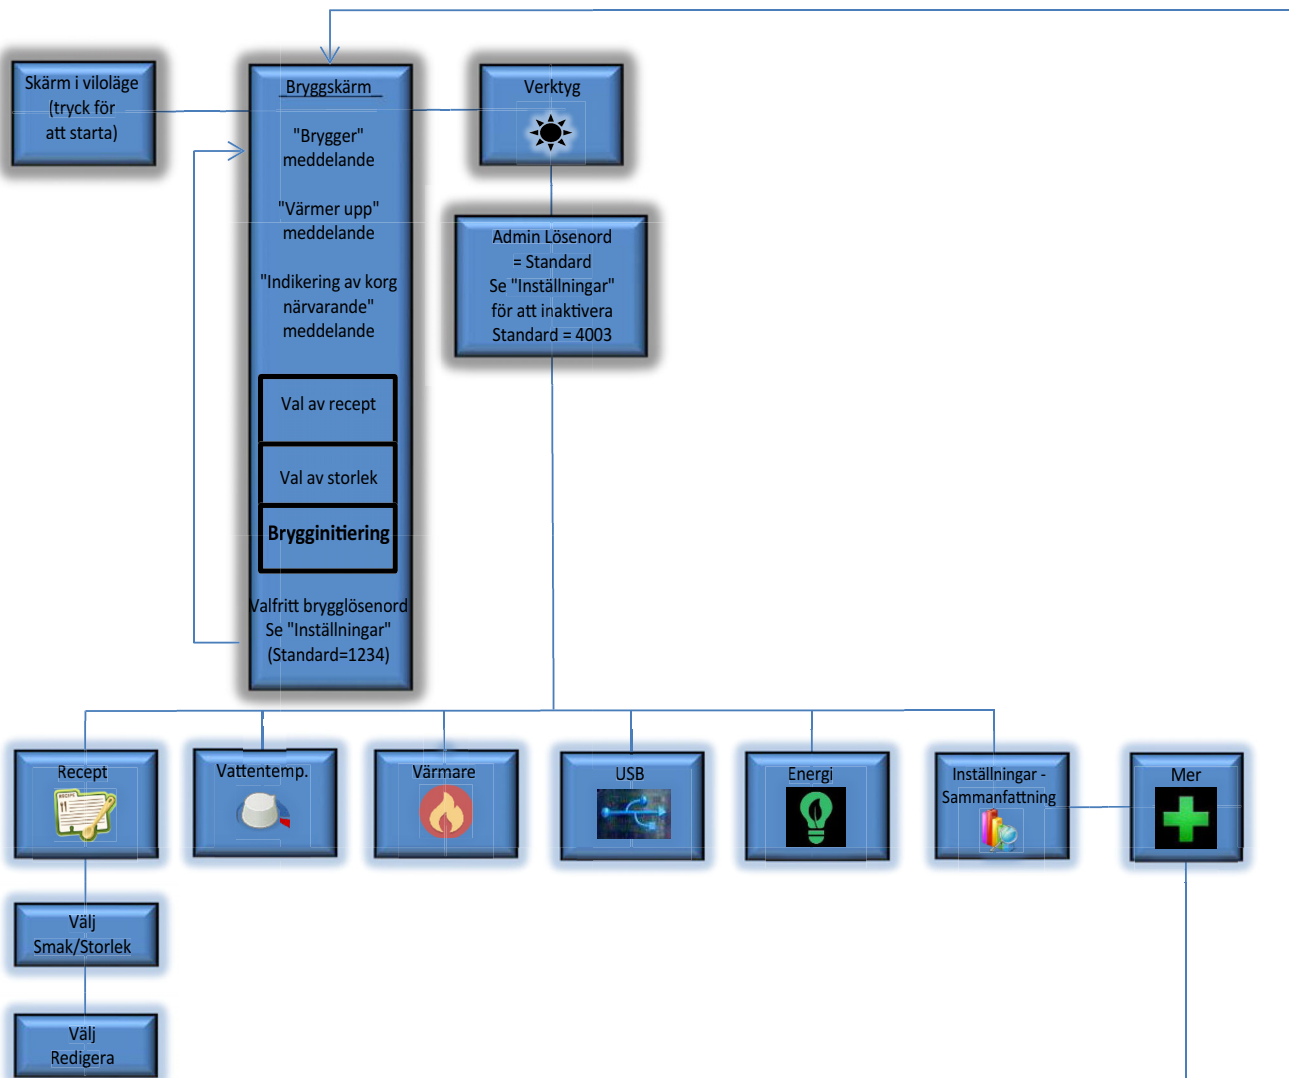 Skärm i viloläge
(tryck för
att starta)
Bryggskärm
"Brygger"
meddelande
"Värmer upp"
meddelande
"Indikering av korg
närvarande"
meddelande
Val av recept
Val av storlek
Brygginitiering
Valfritt brygglösenord
Se "Inställningar"
(Standard=1234)
Verktyg
Admin Lösenord
= Standard
Se "Inställningar"
för att inaktivera
Standard = 4003
Recept
Vattentemp.
Värmare
USB
Energi
Inställningar -
Sammanfattning
Mer
Välj
Smak/Storlek
Välj
Redigera